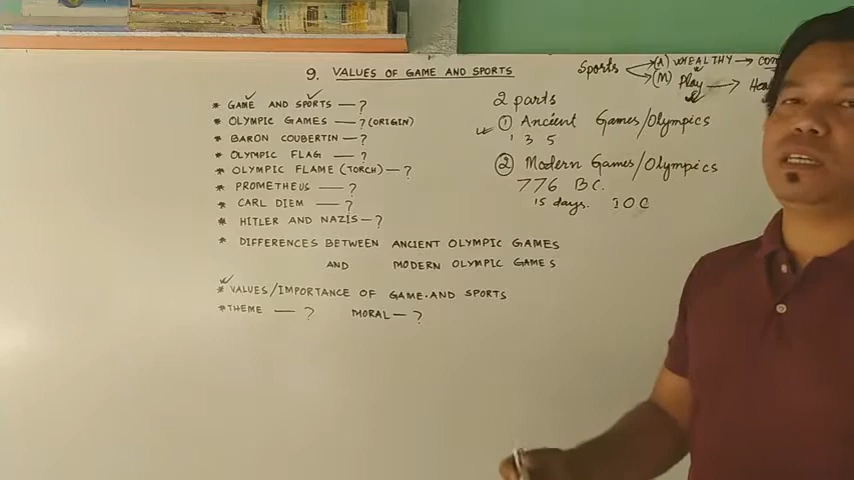 9. VALUES OF GAME AND SPORTS
* GAME AND SPORTS — ?
* OLYMPIC GAMES — ? (ORIGIN)
* BARON COUBERTIN — ?
* OLYMPIC FLAG — ?
* OLYMPIC FLAME (TORCH) — ?
* PROMETHEUS — ?
* CARL DIEM — ?
* HITLER AND NAZIS — ?
* DIFFERENCES BETWEEN ANCIENT OLYMPIC GAMES
AND MODERN OLYMPIC GAMES
* VALUES/IMPORTANCE OF GAME AND SPORTS
* THEME — ? MORAL — ?
Sports
(A) WEALTHY →
(M) Play →
2 parts
① Ancient Games/Olympics
1 3 5
② Modern Games/Olympics
776 BC.
15 days. IOC